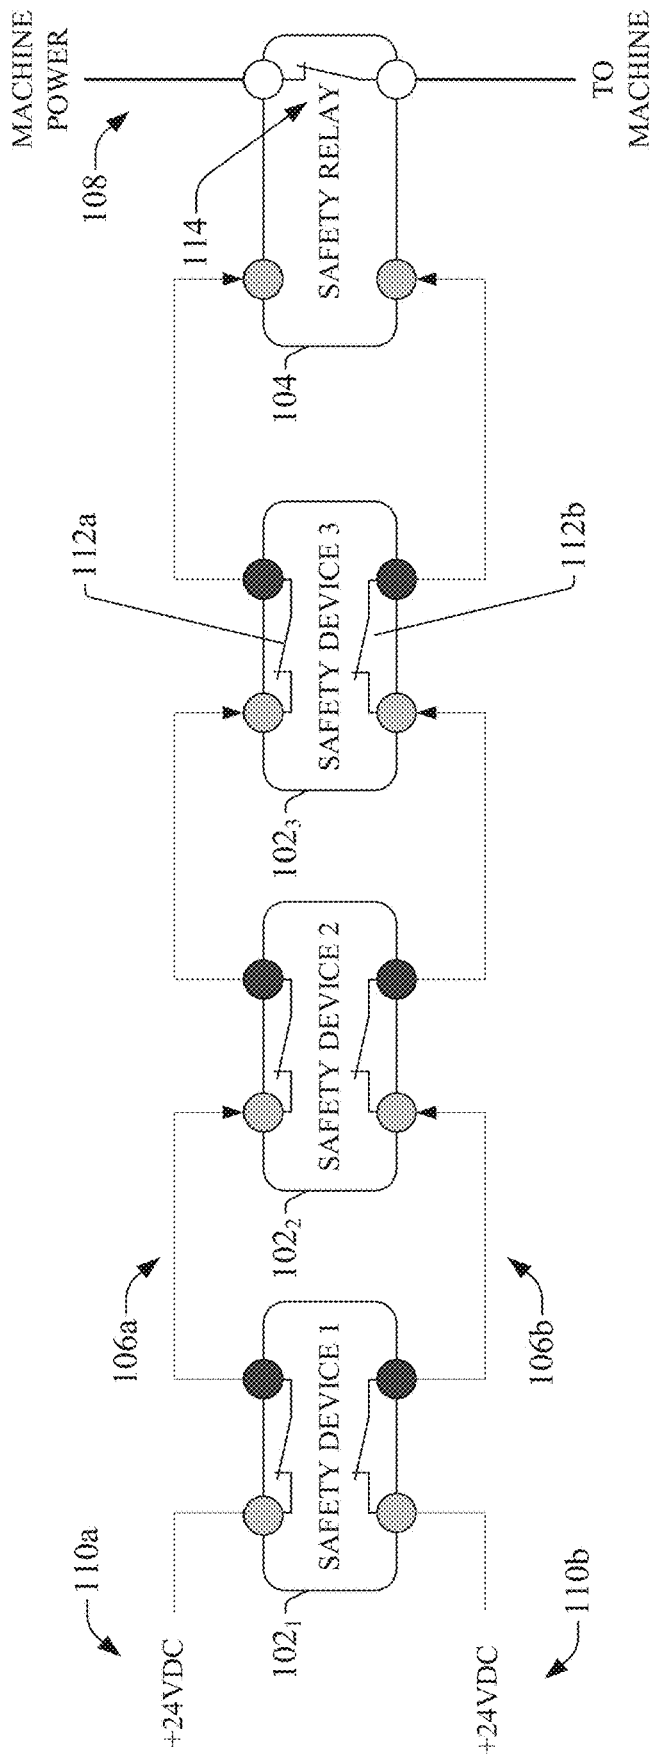 +24VDC
110a
102₁
SAFETY DEVICE 1
+24VDC
110b
106a
106b
102₂
SAFETY DEVICE 2
102₃
SAFETY DEVICE 3
112a
112b
104
SAFETY RELAY
114
108
MACHINE
POWER
TO
MACHINE